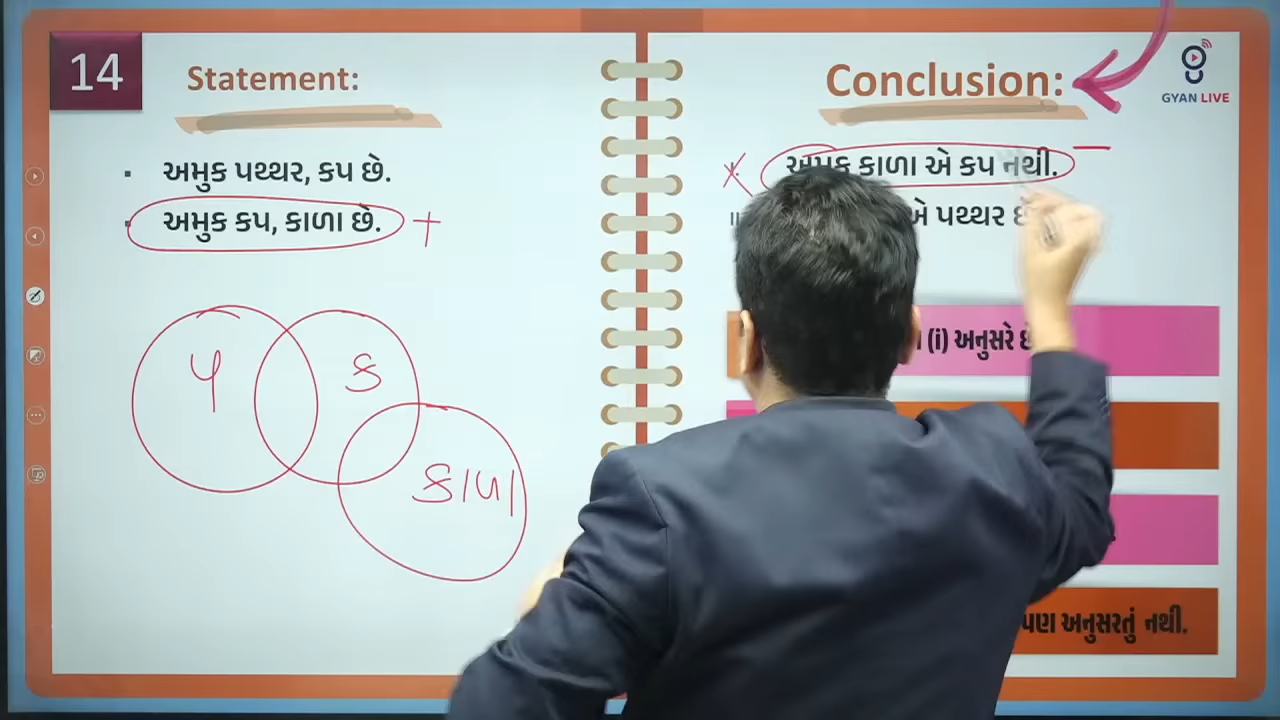 14
Statement:
અમુક પથ્થર, કપ છે.
અમુક કપ, કાળા છે. +
પ
ક
કાળા
Conclusion:
GYAN LIVE
અમુક કાળા એ કપ નથી.
એ પથ્થર
(i) અનુસરે
પણ અનુસરતું નથી.